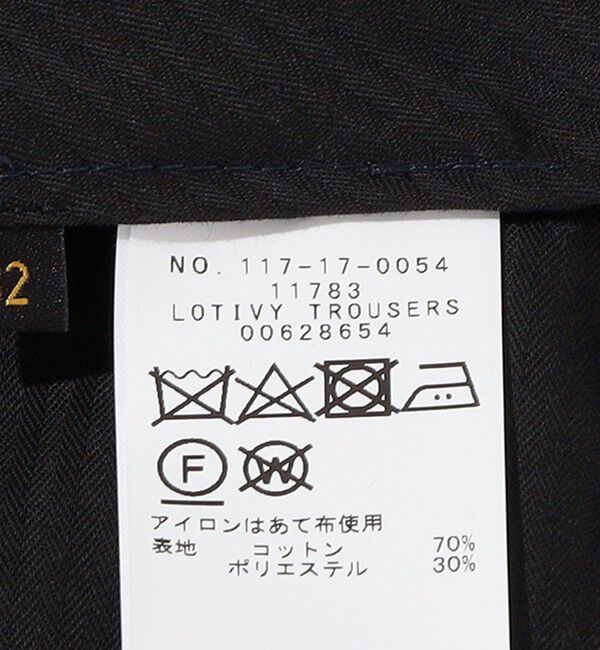 NO. 117-17-0054
11783
LOTIVY TROUSERS
00628654
2
F
W
アイロンはあて布使用
表地 コットン 70%
ポリエステル 30%